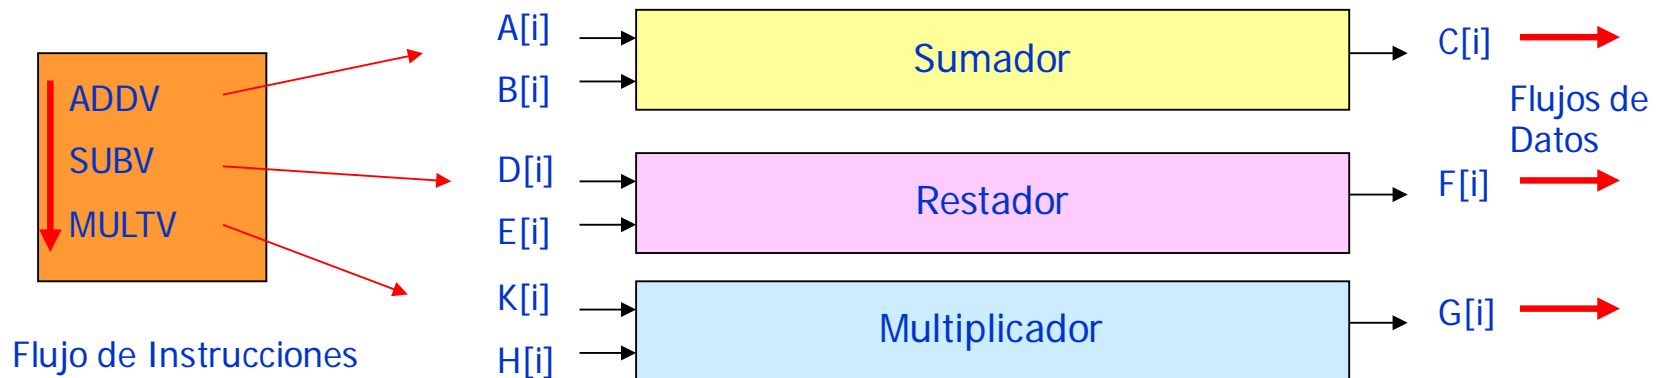 ADDV
SUBV
MULTV
Flujo de Instrucciones
A[i]
B[i]
Sumador
C[i]
D[i]
E[i]
Restador
F[i]
K[i]
H[i]
Multiplicador
G[i]
Flujos de
Datos